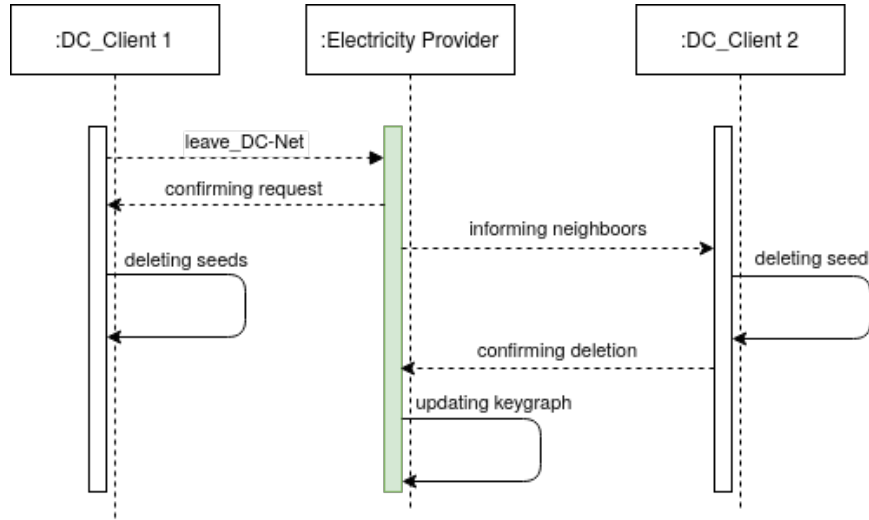 :DC_Client 1
:Electricity Provider
:DC_Client 2
leave_DC-Net
confirming request
informing neighboors
deleting seeds
deleting seed
confirming deletion
updating keygraph